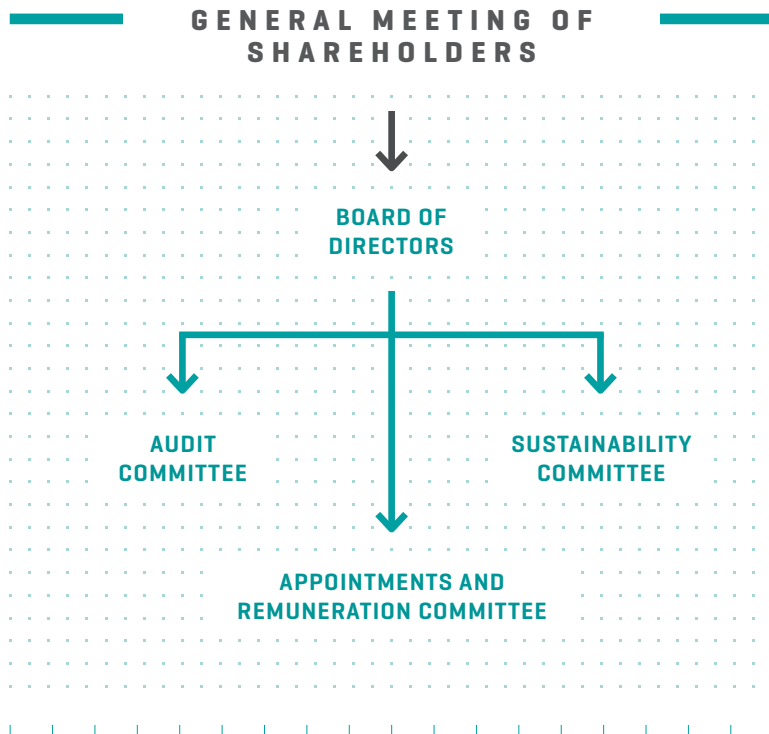 GENERAL MEETING OF
SHAREHOLDERS
BOARD OF
DIRECTORS
AUDIT
COMMITTEE
SUSTAINABILITY
COMMITTEE
APPOINTMENTS AND
REMUNERATION COMMITTEE